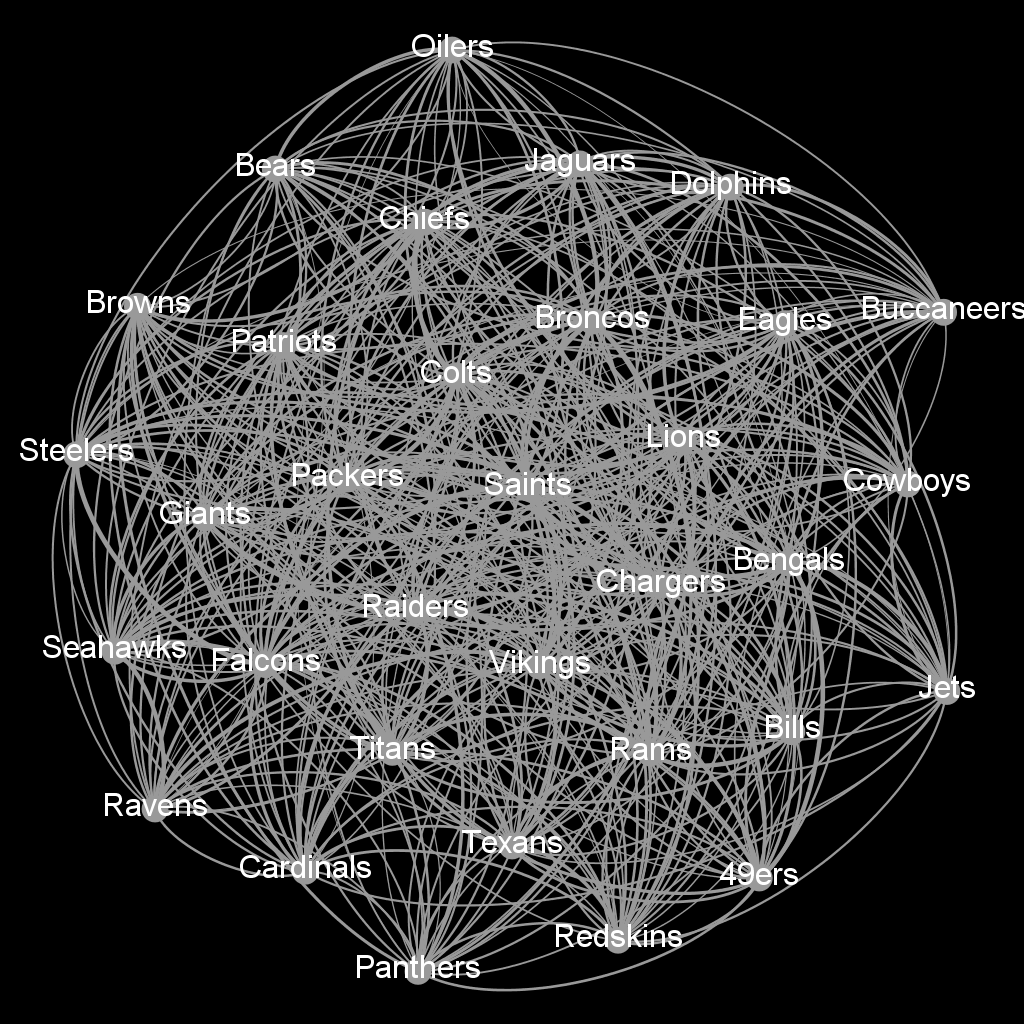 Oilers
Jaguars
Bears
Dolphins
Chiefs
Browns
Buccaneers
Broncos
Eagles
Patriots
Colts
Lions
Steelers
Packers
Cowboys
Saints
Giants
Bengals
Chargers
Raiders
Seahawks
Falcons
Vikings
Jets
Bills
Titans
Rams
Ravens
Texans
Cardinals
49ers
Redskins
Panthers